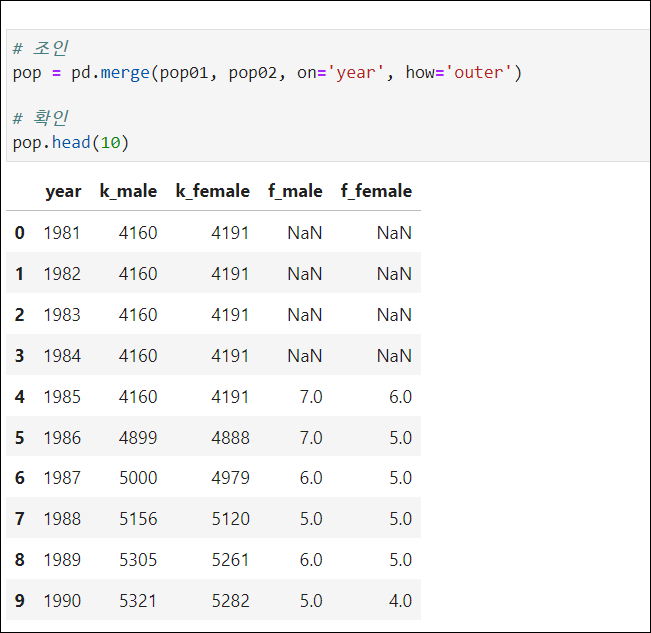 # 조인
pop = pd.merge(pop01, pop02, on='year', how='outer')
# 확인
pop.head(10)
year k_male k_female f_male f_female
0 1981 4160 4191 NaN NaN
1 1982 4160 4191 NaN NaN
2 1983 4160 4191 NaN NaN
3 1984 4160 4191 NaN NaN
4 1985 4160 4191 7.0 6.0
5 1986 4899 4888 7.0 5.0
6 1987 5000 4979 6.0 5.0
7 1988 5156 5120 5.0 5.0
8 1989 5305 5261 6.0 5.0
9 1990 5321 5282 5.0 4.0